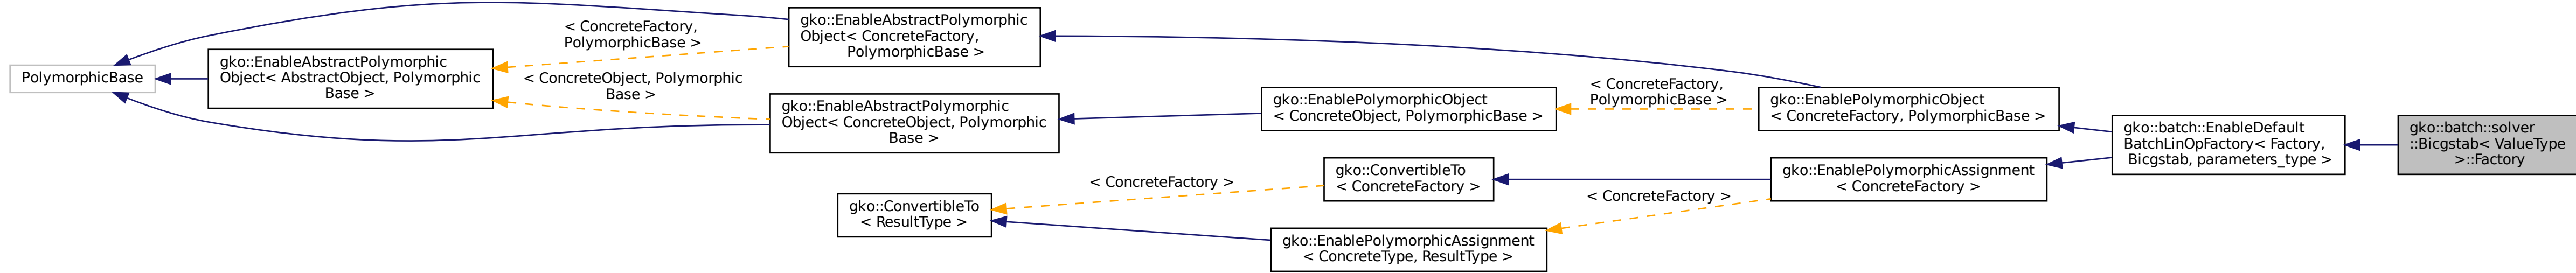 PolymorphicBase
gko::EnableAbstractPolymorphic
Object< AbstractObject, Polymorphic
Base >
< ConcreteFactory,
PolymorphicBase >
< ConcreteObject, Polymorphic
Base >
gko::EnableAbstractPolymorphic
Object< ConcreteFactory,
PolymorphicBase >
gko::EnableAbstractPolymorphic
Object< ConcreteObject, Polymorphic
Base >
gko::ConvertibleTo
< ResultType >
< ConcreteFactory >
gko::EnablePolymorphicObject
< ConcreteObject, PolymorphicBase >
gko::ConvertibleTo
< ConcreteFactory >
gko::EnablePolymorphicAssignment
< ConcreteType, ResultType >
< ConcreteFactory,
PolymorphicBase >
< ConcreteFactory >
gko::EnablePolymorphicObject
< ConcreteFactory, PolymorphicBase >
gko::EnablePolymorphicAssignment
< ConcreteFactory >
gko::batch::EnableDefault
BatchLinOpFactory< Factory,
Bicgstab, parameters_type >
gko::batch::solver
::Bicgstab< ValueType
>::Factory